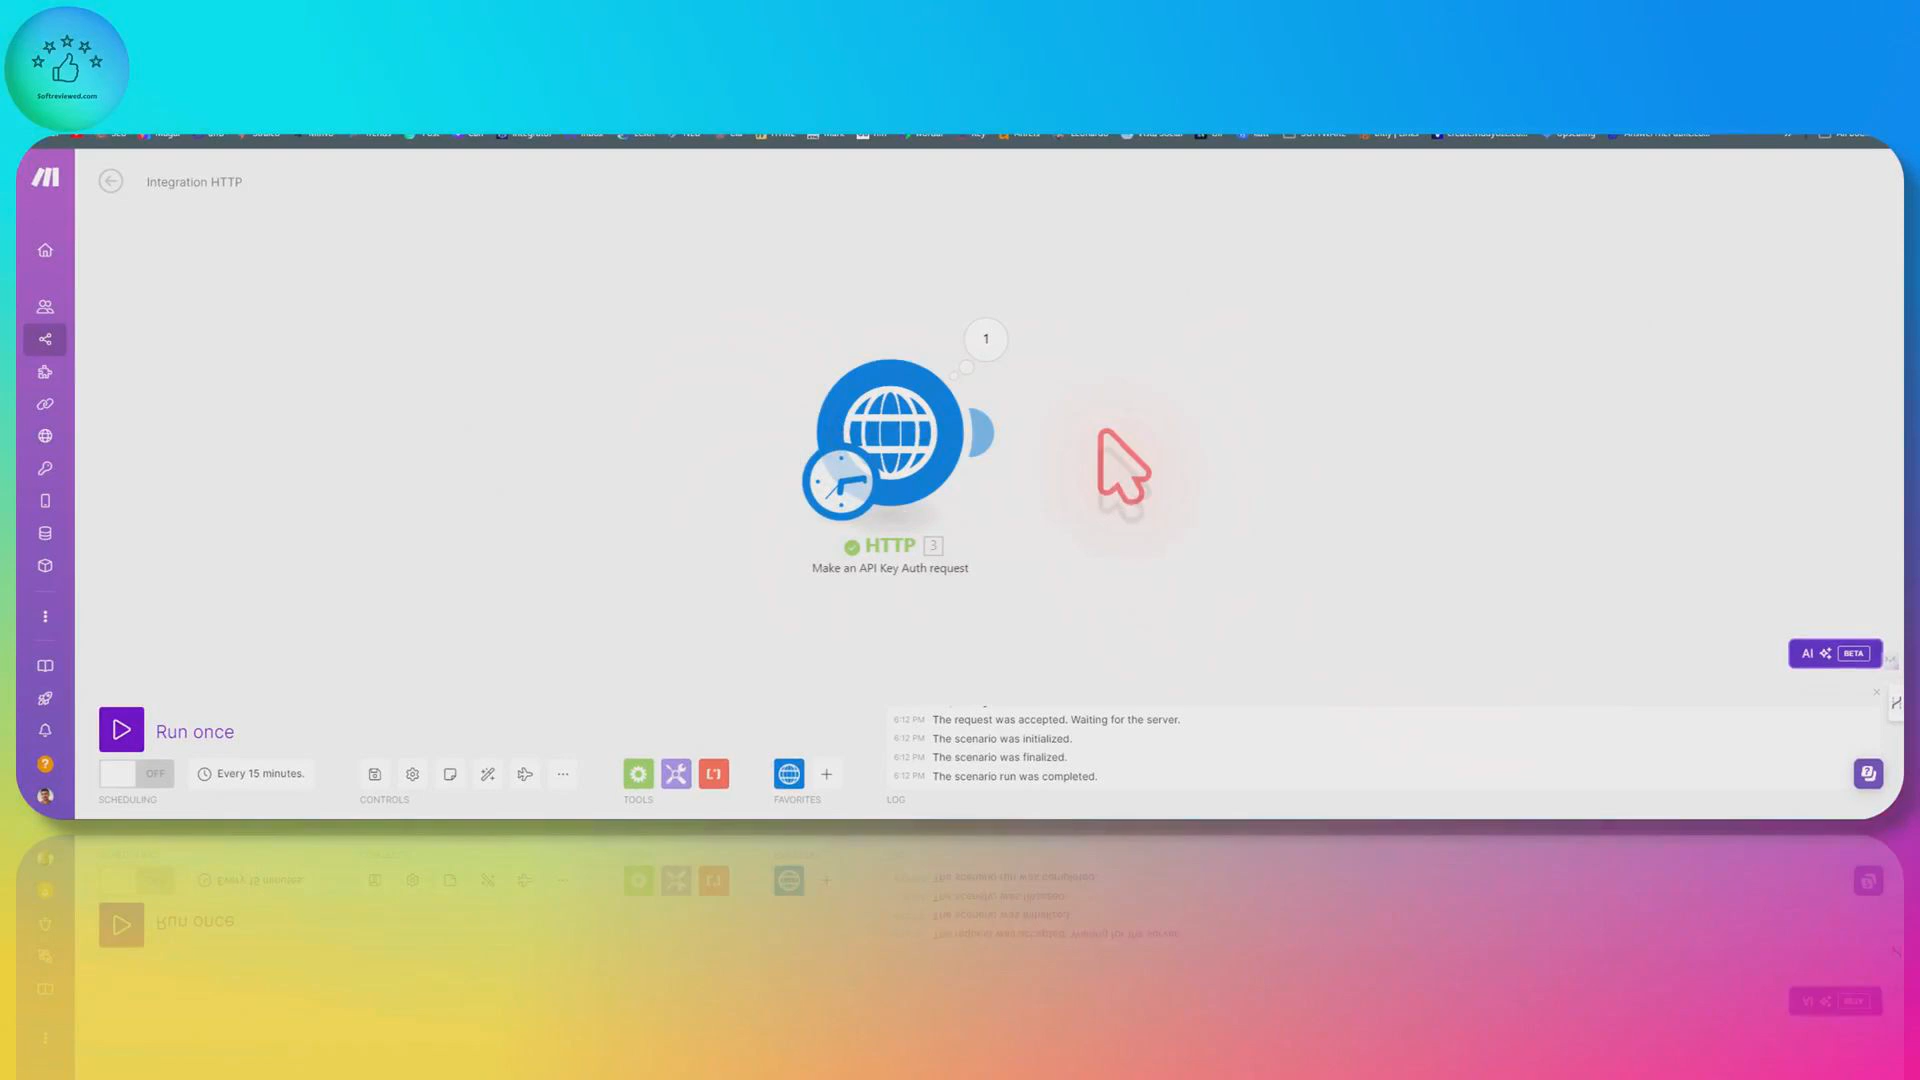 Softreviewed.com
Integration HTTP
1
HTTP 3
Make an API Key Auth request
AI BETA
Run once
OFF
Every 15 minutes.
SCHEDULING
CONTROLS
TOOLS
FAVORITES
6:12 PM The request was accepted. Waiting for the server.
6:12 PM The scenario was initialized.
6:12 PM The scenario was finalized.
6:12 PM The scenario run was completed.
LOG